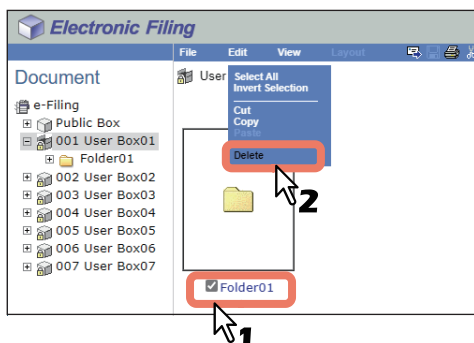 Electronic Filing
File Edit View Layout
Document
User
e-Filing
Public Box
001 User Box01
Folder01
002 User Box02
003 User Box03
004 User Box04
005 User Box05
006 User Box06
007 User Box07
Select All
Invert Selection
Cut
Copy
Paste
Delete
2
Folder01
1